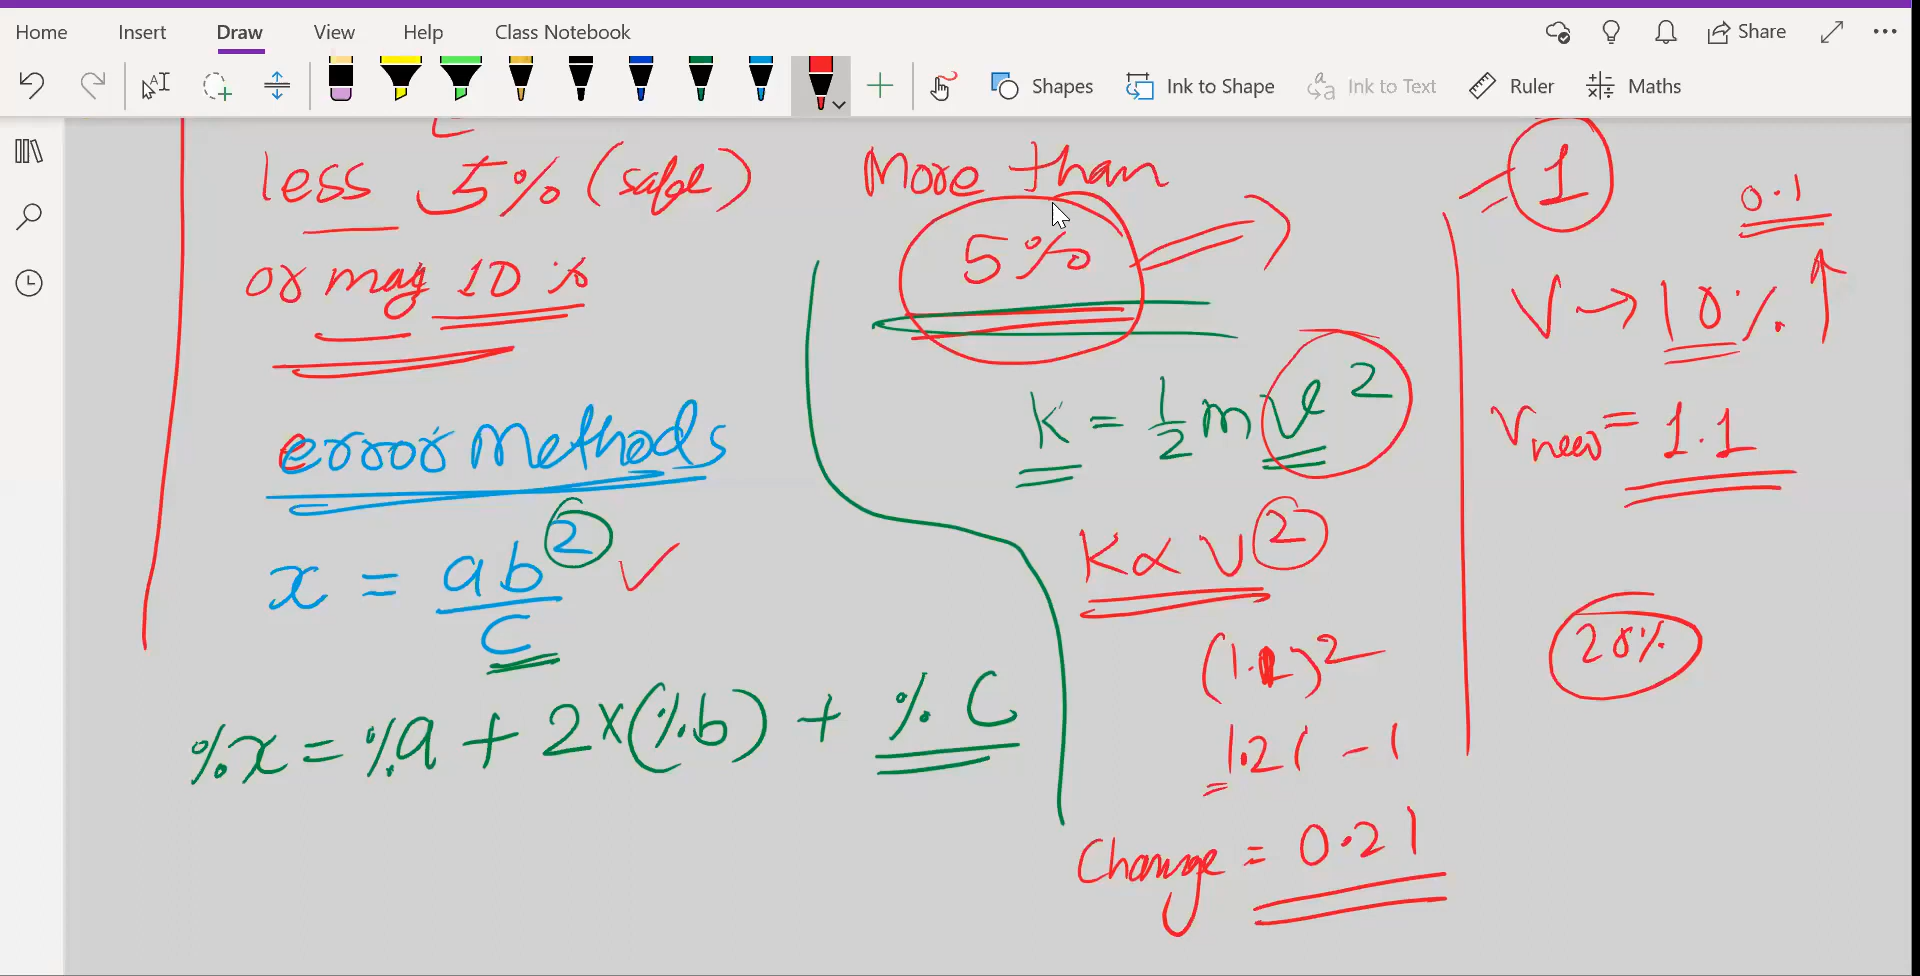 Home Insert Draw View Help Class Notebook Share
Shapes Ink to Shape Ink to Text Ruler Maths
less 5% (safe)
or may 10 %
error Methods
x = ab² / C
%x = %a + 2×(%b) + % C
More than
5%
K = 1/2 mv²
K ∝ v²
(1.1)²
= 1.21 - 1
Change = 0.21
1
0.1
V → 10% ↑
Vnew = 1.1
20%